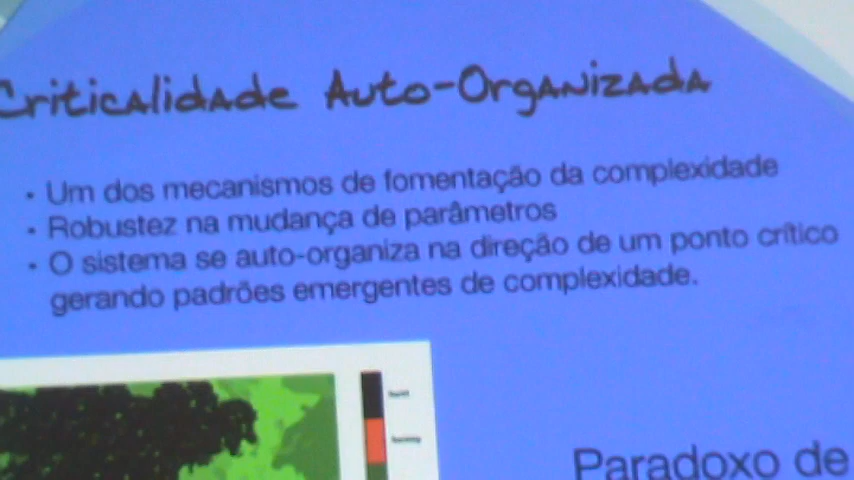 Criticalidade Auto-Organizada
• Um dos mecanismos de fomentação da complexidade
• Robustez na mudança de parâmetros
• O sistema se auto-organiza na direção de um ponto crítico
gerando padrões emergentes de complexidade.
Paradoxo de